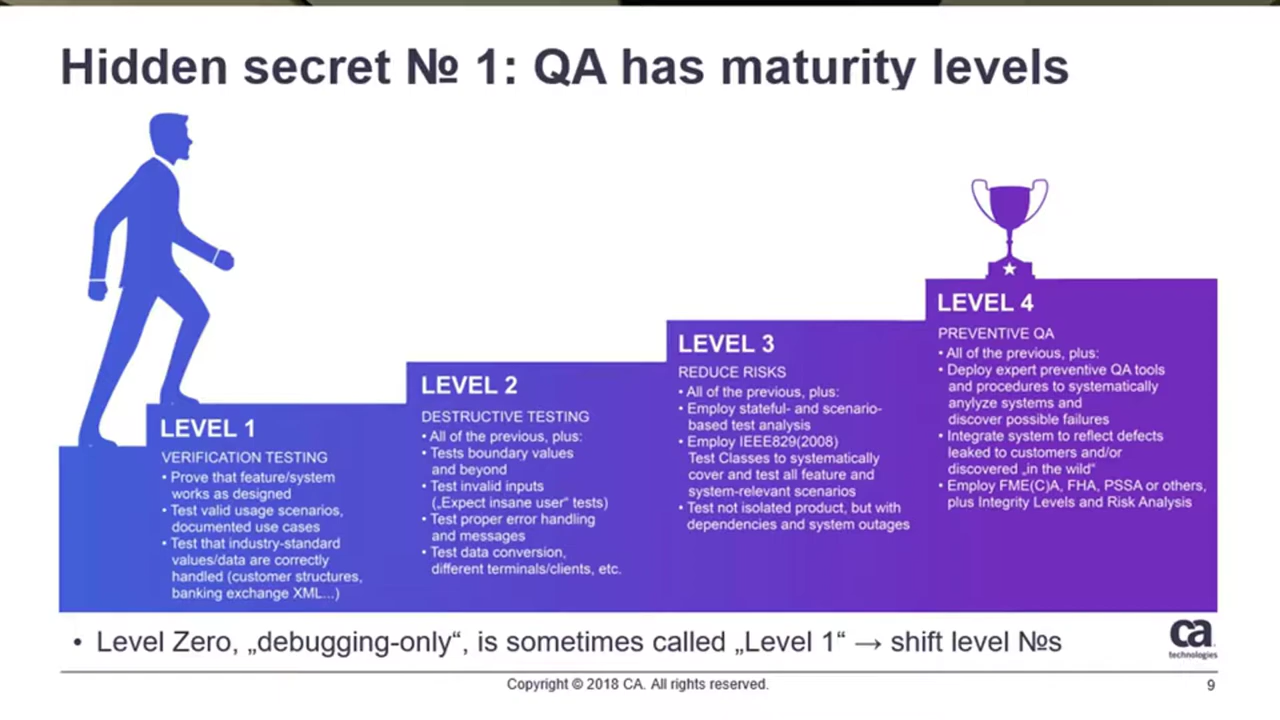 Hidden secret № 1: QA has maturity levels
LEVEL 1
VERIFICATION TESTING
• Prove that feature/system
works as designed
• Test valid usage scenarios,
documented use cases
• Test that industry-standard
values/data are correctly
handled (customer structures,
banking exchange XML...)
LEVEL 2
DESTRUCTIVE TESTING
• All of the previous, plus:
• Tests boundary values
and beyond
• Test invalid inputs
(„Expect insane user“ tests)
• Test proper error handling
and messages
• Test data conversion,
different terminals/clients, etc.
LEVEL 3
REDUCE RISKS
• All of the previous, plus:
• Employ stateful- and scenario-
based test analysis
• Employ IEEE829(2008)
Test Classes to systematically
cover and test all feature and
system-relevant scenarios
• Test not isolated product, but with
dependencies and system outages
LEVEL 4
PREVENTIVE QA
• All of the previous, plus:
• Deploy expert preventive QA tools
and procedures to systematically
anylyze systems and
discover possible failures
• Integrate system to reflect defects
leaked to customers and/or
discovered „in the wild“
• Employ FME(C)A, FHA, PSSA or others,
plus Integrity Levels and Risk Analysis
• Level Zero, „debugging-only“, is sometimes called „Level 1“ → shift level №s
ca
technologies
Copyright © 2018 CA. All rights reserved.
9